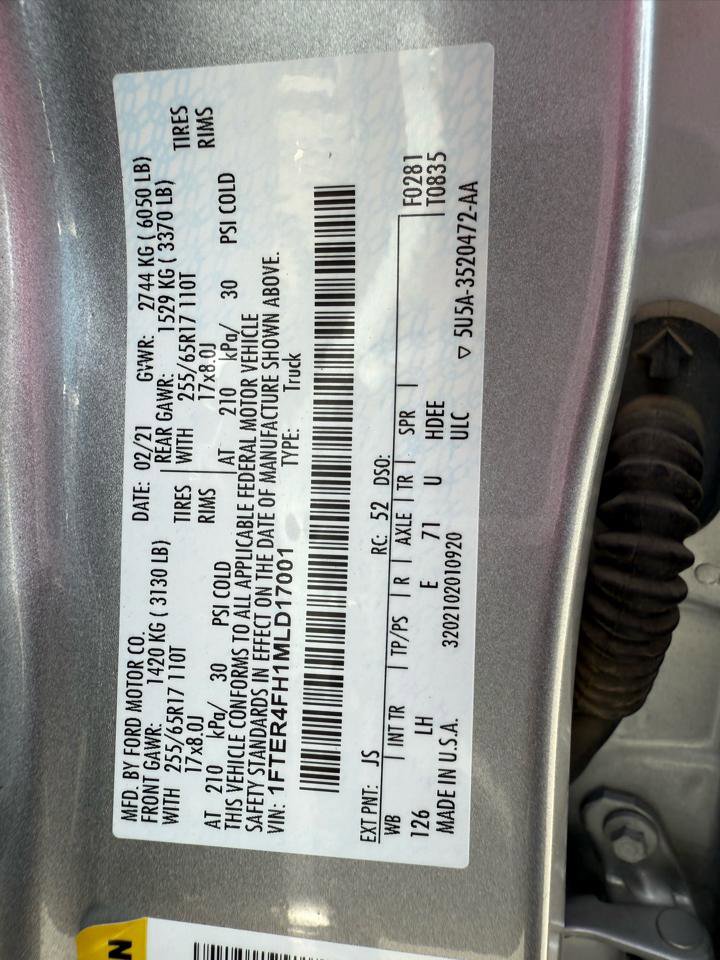 MFD. BY FORD MOTOR CO.
DATE: 02/21 GVWR: 2744 KG ( 6050 LB)
FRONT GAWR: 1420 KG ( 3130 LB) REAR GAWR: 1529 KG ( 3370 LB)
WITH 255/65R17 110T TIRES WITH 255/65R17 110T TIRES
17x8.0J RIMS 17x8.0J RIMS
AT 210 kPa/ 30 PSI COLD AT 210 kPa/ 30 PSI COLD
THIS VEHICLE CONFORMS TO ALL APPLICABLE FEDERAL MOTOR VEHICLE
SAFETY STANDARDS IN EFFECT ON THE DATE OF MANUFACTURE SHOWN ABOVE.
VIN: 1FTER4FH1MLD17001 TYPE: Truck
EXT PNT: JS RC: 52 DSO:
WB INT TR TP/PS R AXLE TR SPR F0281
126 LH E 71 U HDEE T0835
ULC
MADE IN U.S.A. 3202102010920 ▽ 5U5A-3520472-AA